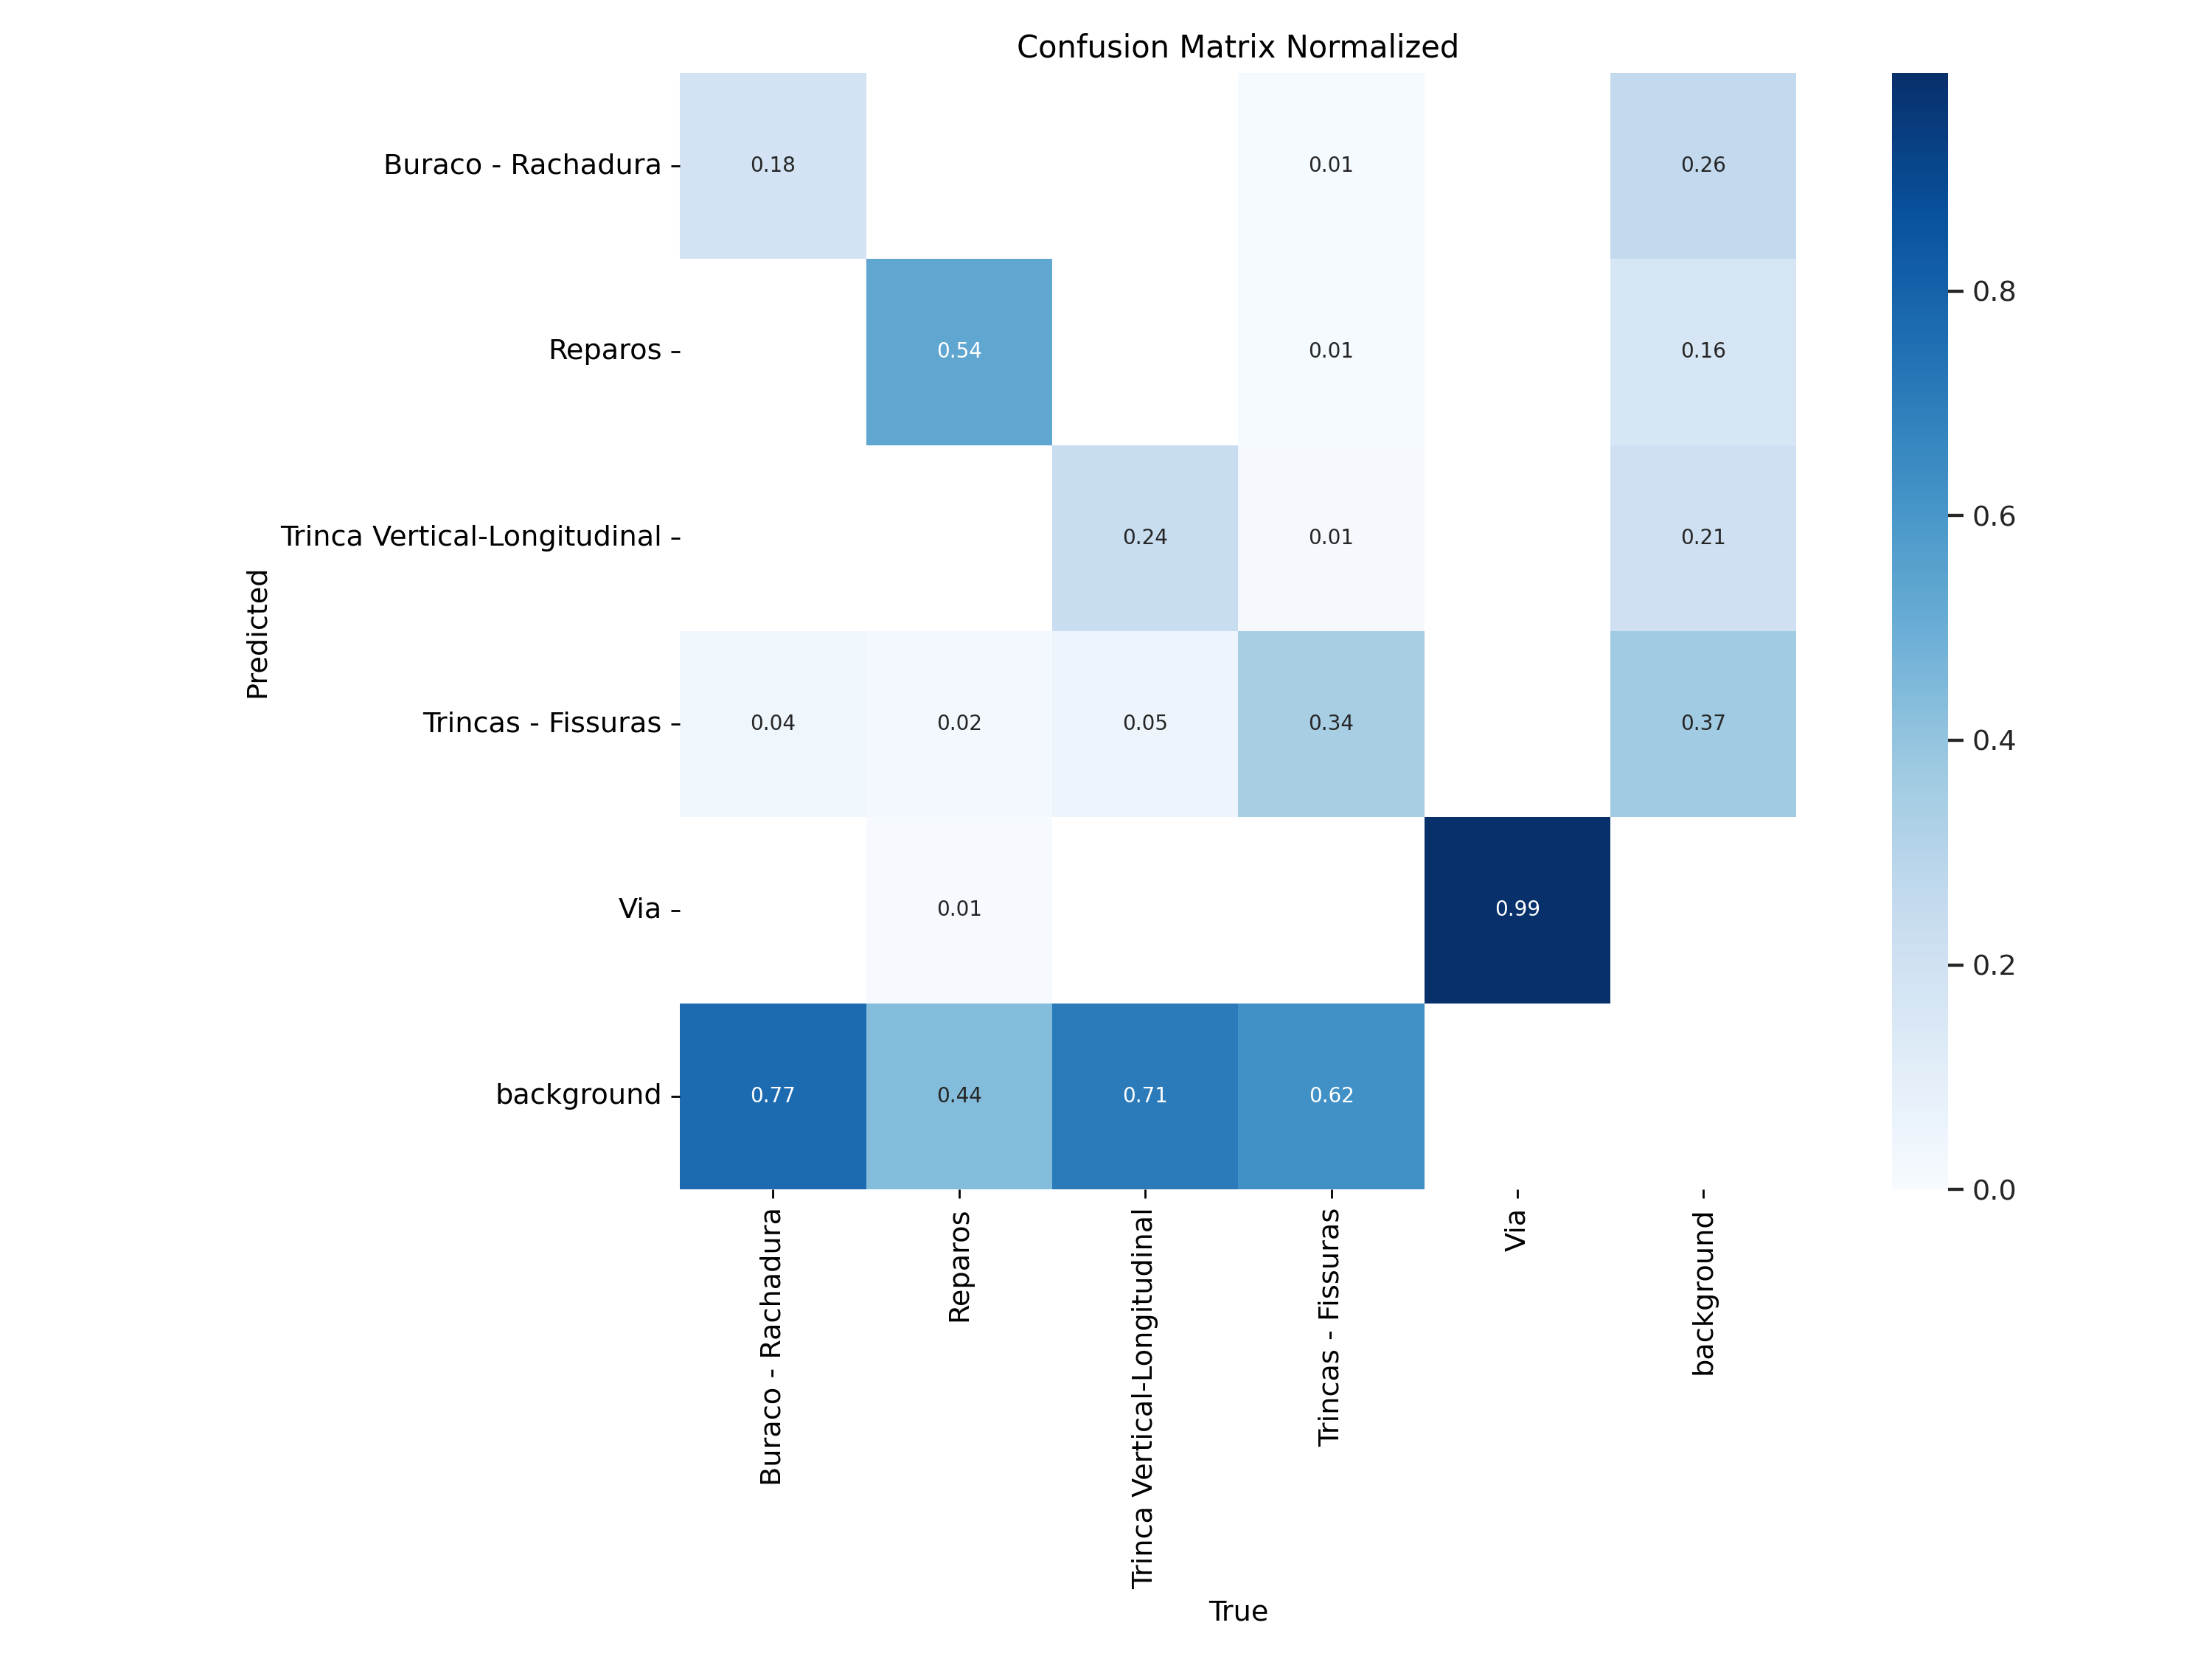 Confusion Matrix Normalized
Buraco - Rachadura
0.18
0.01
0.26
Reparos
0.54
0.01
0.16
Trinca Vertical-Longitudinal
0.24
0.01
0.21
Trincas - Fissuras
0.04
0.02
0.05
0.34
0.37
Via
0.01
0.99
background
0.77
0.44
0.71
0.62
Predicted
Buraco - Rachadura
Reparos
Trinca Vertical-Longitudinal
Trincas - Fissuras
Via
background
True
0.8
0.6
0.4
0.2
0.0